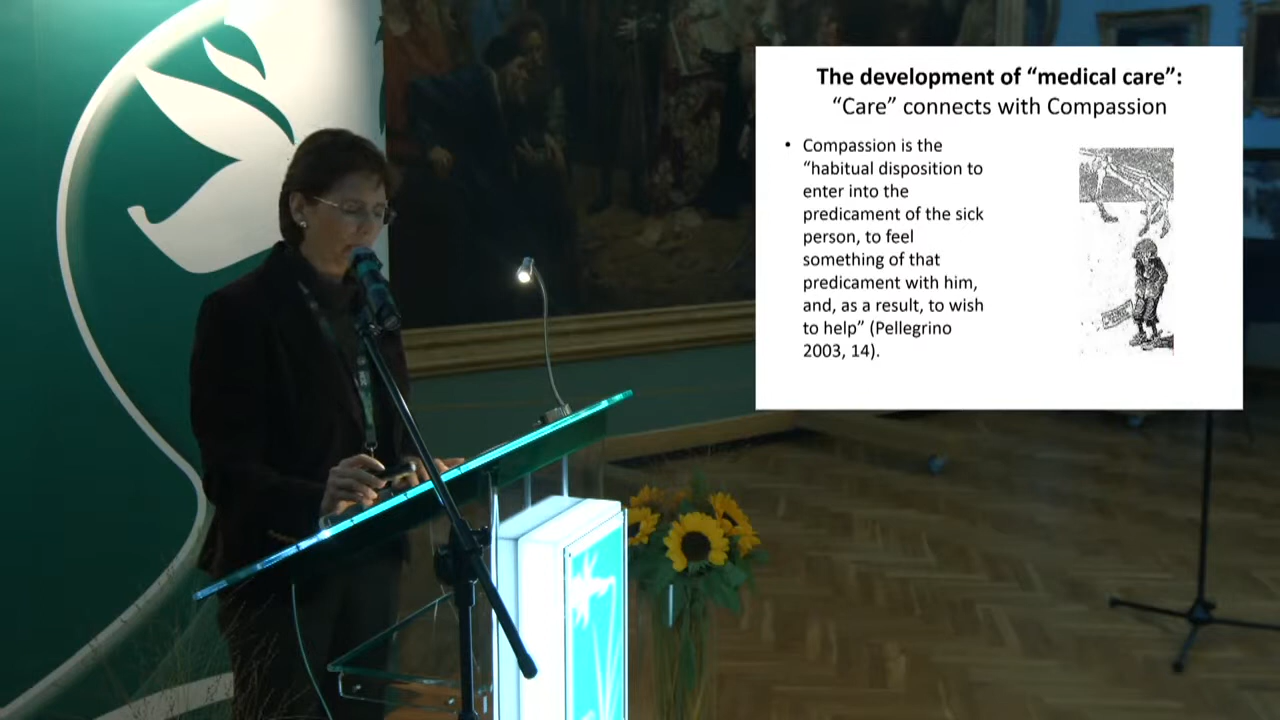 The development of “medical care”:
“Care” connects with Compassion
• Compassion is the
“habitual disposition to
enter into the
predicament of the sick
person, to feel
something of that
predicament with him,
and, as a result, to wish
to help” (Pellegrino
2003, 14).